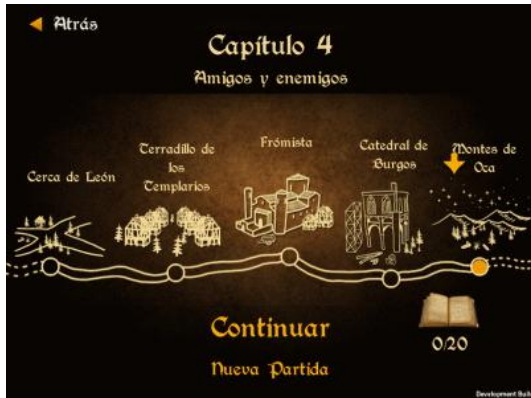 Atrás
Capítulo 4
Amigos y enemigos
Cerca de León
Terradillo de
los
Templarios
Frómista
Catedral de
Burgos
Montes de
Oca
Continuar
0/20
Nueva Partida
Development Build